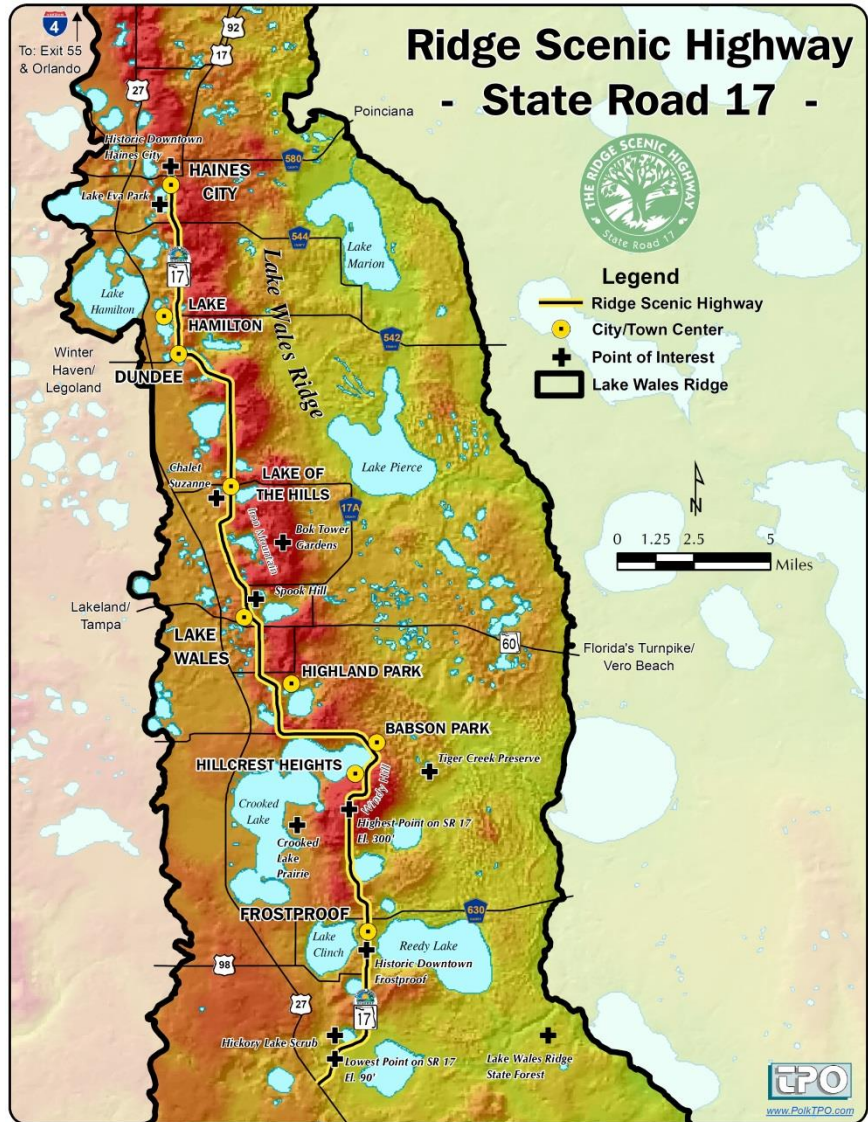 4
To: Exit 55
& Orlando
92
17
27
Ridge Scenic Highway
- State Road 17 -
Poinciana
Historic Downtown
Haines City
HAINES
CITY
580
COUNTY
Lake Eva Park
THE RIDGE SCENIC HIGHWAY
State Road 17
544
COUNTY
Lake
Marion
17
Lake
Hamilton
LAKE
HAMILTON
Lake Wales Ridge
Legend
Ridge Scenic Highway
City/Town Center
Point of Interest
Lake Wales Ridge
542
COUNTY
Winter
Haven/
Legoland
DUNDEE
Chalet
Suzanne
LAKE OF
THE HILLS
Lake Pierce
17A
COUNTY
Iron Mountain
Bok Tower
Gardens
N
0 1.25 2.5 5
Miles
Spook Hill
Lakeland/
Tampa
LAKE
WALES
60
Florida's Turnpike/
Vero Beach
HIGHLAND PARK
BABSON PARK
Tiger Creek Preserve
HILLCREST HEIGHTS
Windy Hill
Crooked
Lake
Highest Point on SR 17
El. 300'
Crooked
Lake
Prairie
FROSTPROOF
630
COUNTY
Lake
Clinch
Reedy Lake
98
Historic Downtown
Frostproof
27
17
Hickory Lake Scrub
Lowest Point on SR 17
El. 90'
Lake Wales Ridge
State Forest
TPO
www.PolkTPO.com